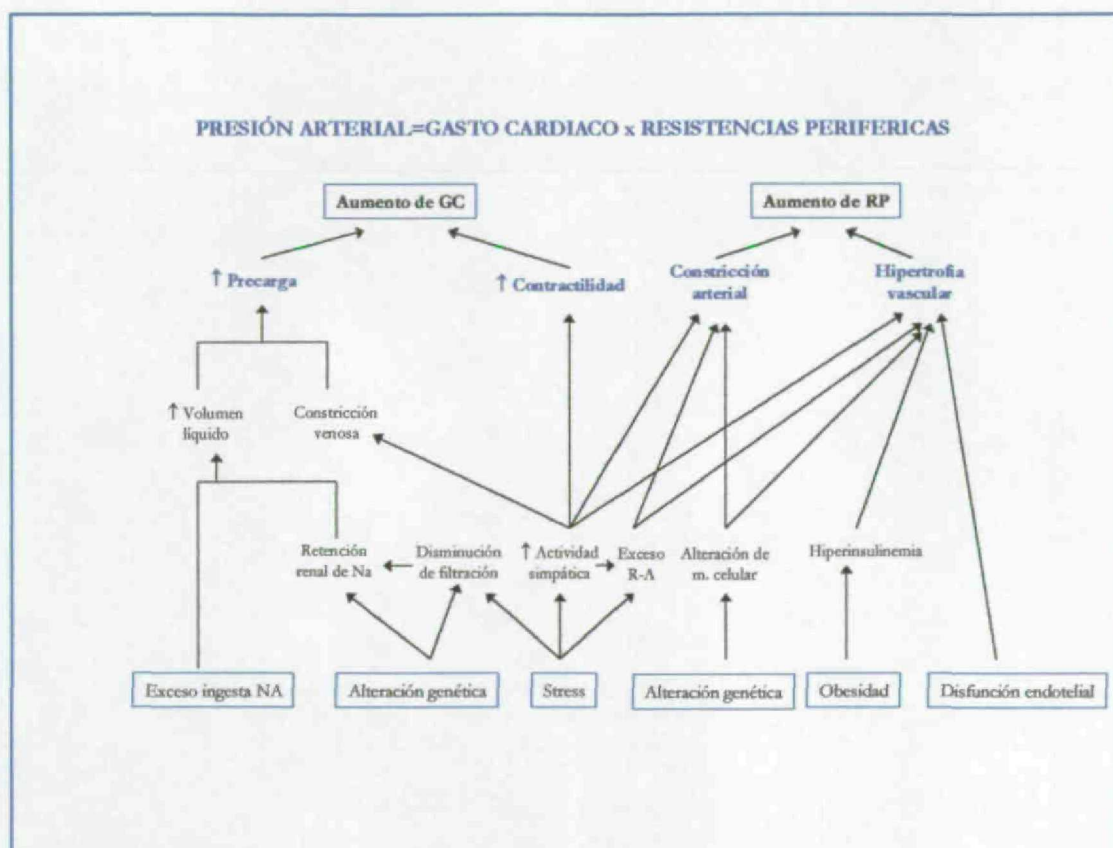 PRESIÓN ARTERIAL=GASTO CARDIACO x RESISTENCIAS PERIFERICAS
Aumento de GC
Aumento de RP
↑ Precarga
↑ Contractilidad
Constricción
arterial
Hipertrofia
vascular
↑ Volumen
líquido
Constricción
venosa
Retención
renal de Na
Disminución
de filtración
↑ Actividad
simpática
Exceso
R-A
Alteración de
m. celular
Hiperinsulinemia
Exceso ingesta NA
Alteración genética
Stress
Alteración genética
Obesidad
Disfunción endotelial